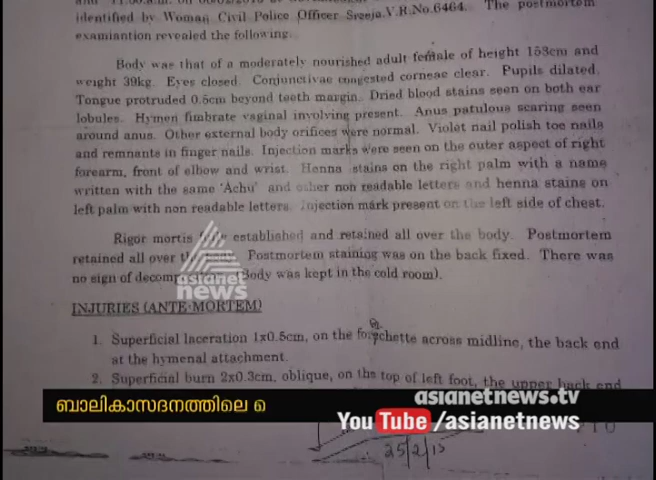 and 11.50 a.m. on
identified by Woman Civil Police Officer Sreeja.V.R.No.6464. The postmortem
examiantion revealed the following.
Body was that of a moderately nourished adult female of height 153cm and
weight 39kg. Eyes closed. Conjunctivae congested corneae clear. Pupils dilated.
Tongue protruded 0.5cm beyond teeth margin. Dried blood stains seen on both ear
lobules. Hymen fimbrate vaginal involving present. Anus patulous scaring seen
around anus. Other external body orifices were normal. Violet nail polish toe nails
and remnants in finger nails. Injection marks were seen on the outer aspect of right
forearm, front of elbow and wrist. Henna stains on the right palm with a name
written with the same 'Achu' and other non readable letters and henna stains on
left palm with non readable letters. Injection mark present on the left side of chest.
Rigor mortis established and retained all over the body. Postmortem
retained all over the Postmortem staining was on the back fixed. There was
no sign of Body was kept in the cold room).
asianet
news
INJURIES (ANTE-MORTEM)
1. Superficial laceration 1x0.5cm, on the across midline, the back end
at the hymenal attachment.
2. Superficial burn 2x0.3cm, oblique, on the top of left foot, the upper back end
ബാലികാസദനത്തിലെ
asianetnews.tv
YouTube /asianetnews
PTO
25/2/15